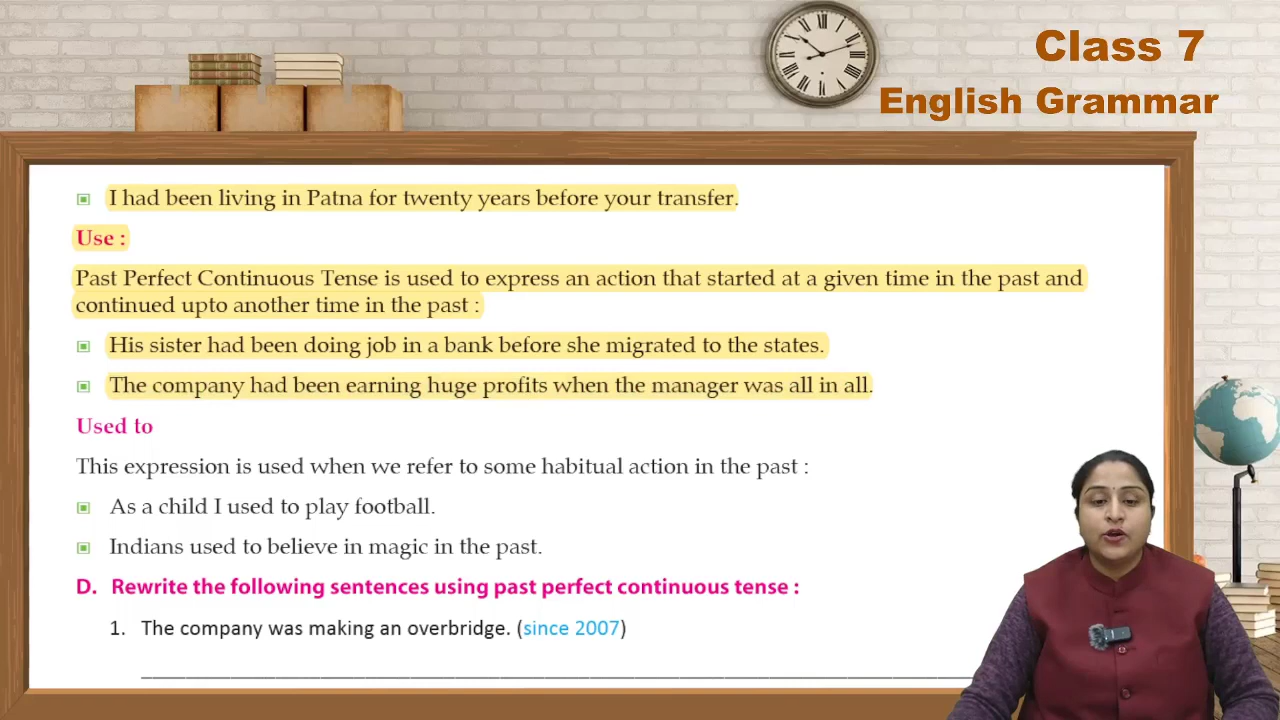 Class 7
English Grammar
I had been living in Patna for twenty years before your transfer.
Use :
Past Perfect Continuous Tense is used to express an action that started at a given time in the past and
continued upto another time in the past :
His sister had been doing job in a bank before she migrated to the states.
The company had been earning huge profits when the manager was all in all.
Used to
This expression is used when we refer to some habitual action in the past :
As a child I used to play football.
Indians used to believe in magic in the past.
D. Rewrite the following sentences using past perfect continuous tense :
1. The company was making an overbridge. (since 2007)